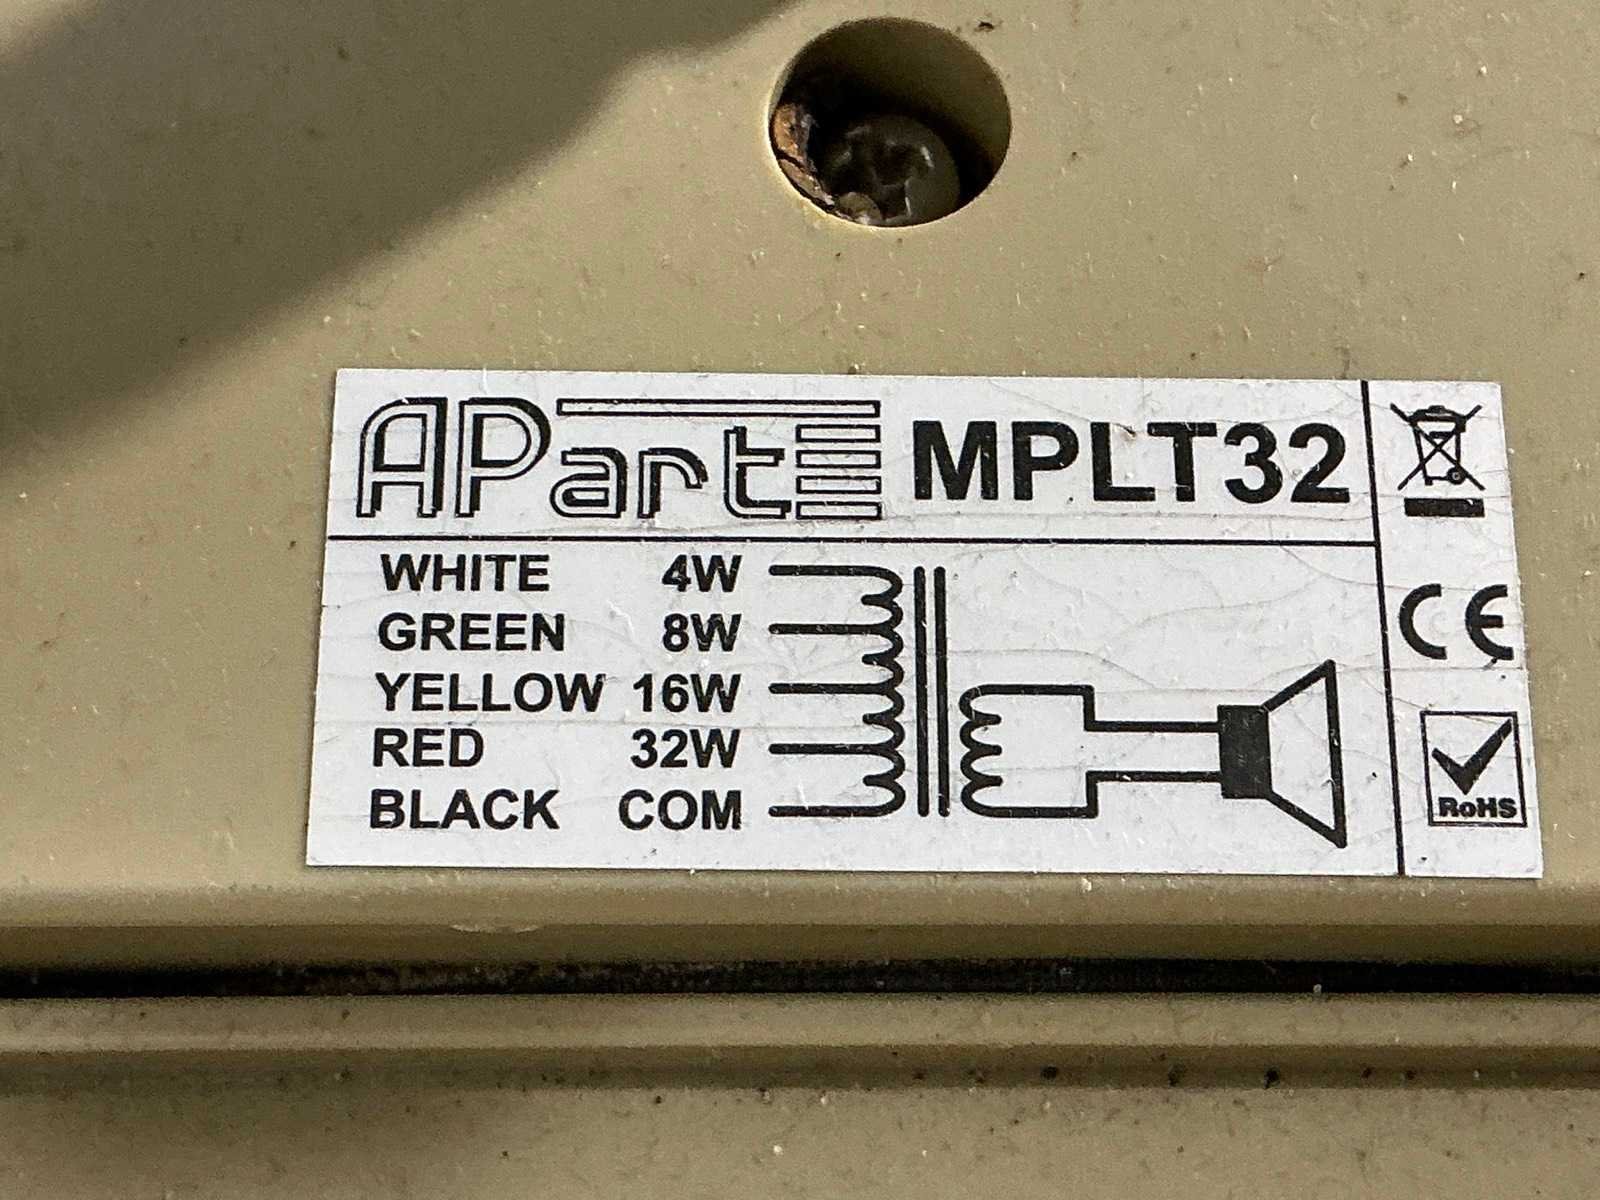 APart MPLT32
WHITE 4W
GREEN 8W
YELLOW 16W
RED 32W
BLACK COM
CE
RoHS